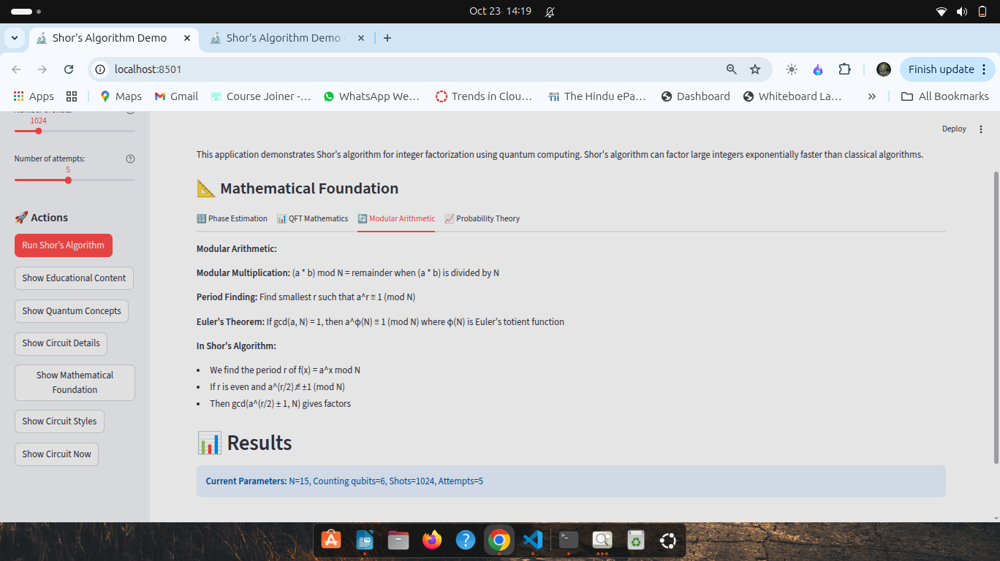 Oct 23 14:19
Shor's Algorithm Demo
Shor's Algorithm Demo
localhost:8501
Finish update
Apps
Maps
Gmail
Course Joiner -...
WhatsApp We...
Trends in Clou...
The Hindu ePa...
Dashboard
Whiteboard La...
»
All Bookmarks
1024
Number of attempts:
5
🚀 Actions
Run Shor's Algorithm
Show Educational Content
Show Quantum Concepts
Show Circuit Details
Show Mathematical
Foundation
Show Circuit Styles
Show Circuit Now
Deploy
This application demonstrates Shor's algorithm for integer factorization using quantum computing. Shor's algorithm can factor large integers exponentially faster than classical algorithms.
📐 Mathematical Foundation
🔢 Phase Estimation 📊 QFT Mathematics 🔄 Modular Arithmetic 📈 Probability Theory
Modular Arithmetic:
Modular Multiplication: (a * b) mod N = remainder when (a * b) is divided by N
Period Finding: Find smallest r such that a^r ≡ 1 (mod N)
Euler's Theorem: If gcd(a, N) = 1, then a^φ(N) ≡ 1 (mod N) where φ(N) is Euler's totient function
In Shor's Algorithm:
• We find the period r of f(x) = a^x mod N
• If r is even and a^(r/2) ≢ ±1 (mod N)
• Then gcd(a^(r/2) ± 1, N) gives factors
📊 Results
Current Parameters: N=15, Counting qubits=6, Shots=1024, Attempts=5